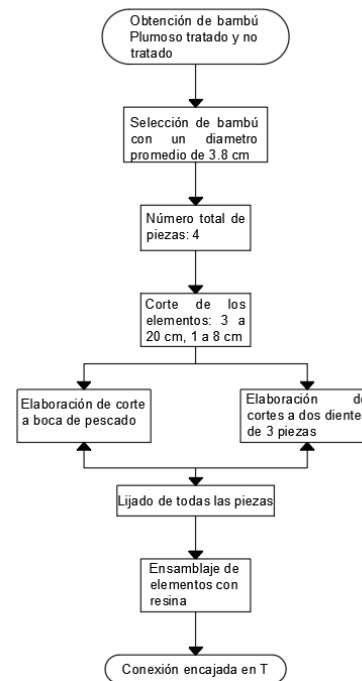 Obtención de bambú
Plumoso tratado y no
tratado
Selección de bambú
con un diametro
promedio de 3.8 cm
Número total de
piezas: 4
Corte de los
elementos: 3 a
20 cm, 1 a 8 cm
Elaboración de corte
a boca de pescado
Elaboración de
cortes a dos dientes
de 3 piezas
Lijado de todas las piezas
Ensamblaje de
elementos con
resina
Conexión encajada en T